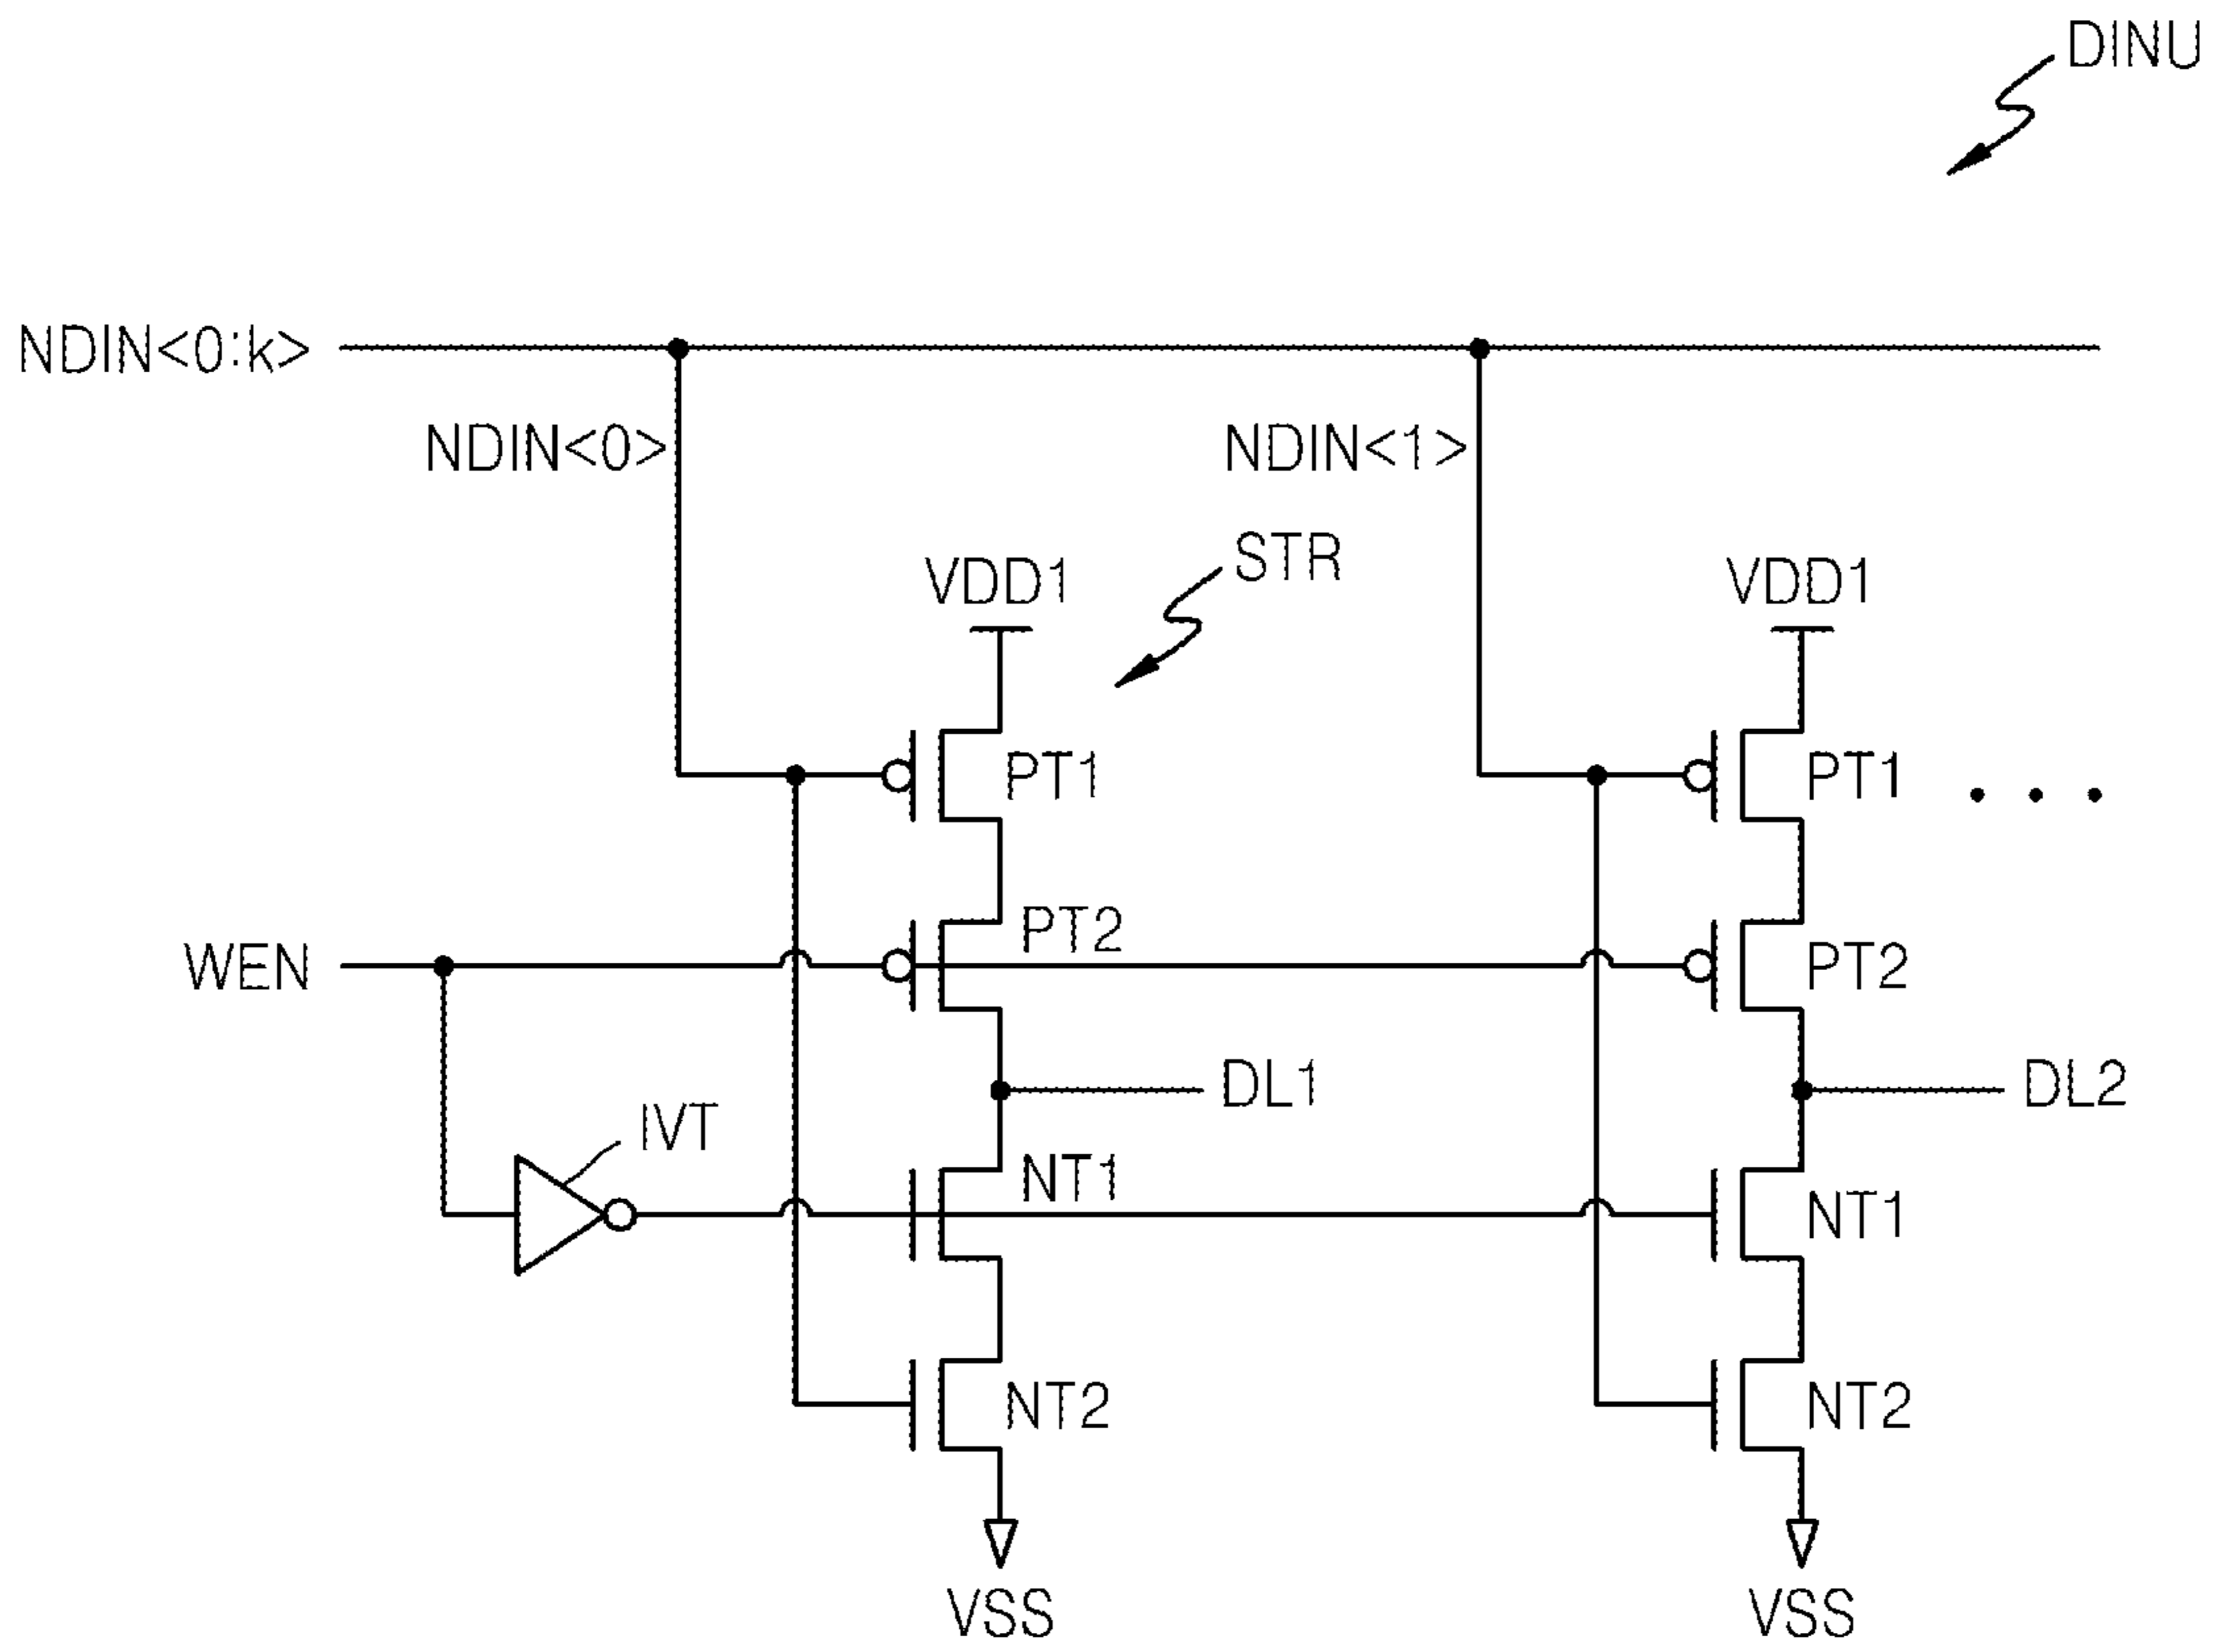 DINU
NDIN<0:k>
NDIN<0>
NDIN<1>
STR
VDD1
VDD1
PT1
PT1
PT2
WEN
PT2
DL1
DL2
IVT
NT1
NT1
NT2
NT2
VSS
VSS